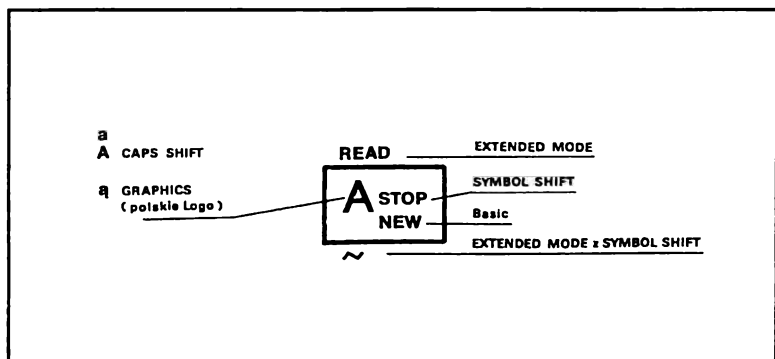 a
A CAPS SHIFT
ą GRAPHICS
( polskie Logo )
READ
A STOP
NEW
~
EXTENDED MODE
SYMBOL SHIFT
Basic
EXTENDED MODE z SYMBOL SHIFT